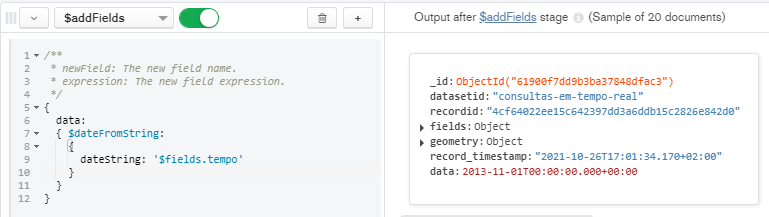 $addFields
Output after $addFields stage (Sample of 20 documents)
1 /**
2 * newField: The new field name.
3 * expression: The new field expression.
4 */
5 {
6 data:
7 { $dateFromString:
8 {
9 dateString: '$fields.tempo'
10 }
11 }
12 }
_id: ObjectId("61900f7dd9b3ba37848dfac3")
datasetid: "consultas-em-tempo-real"
recordid: "4cf64022ee15c642397dd3a6ddb15c2826e842d0"
fields: Object
geometry: Object
record_timestamp: "2021-10-26T17:01:34.170+02:00"
data: 2013-11-01T00:00:00.000+00:00